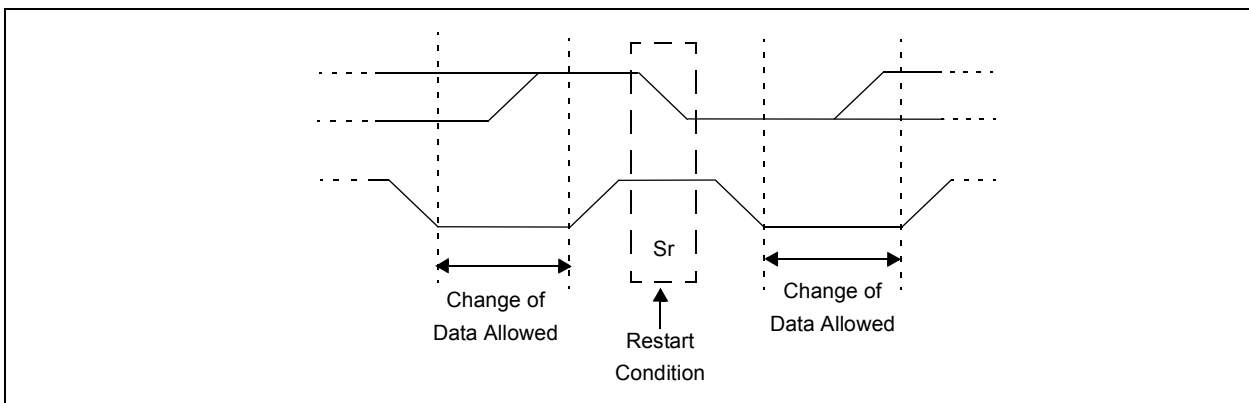 Sr
Change of
Data Allowed
Restart
Condition
Change of
Data Allowed